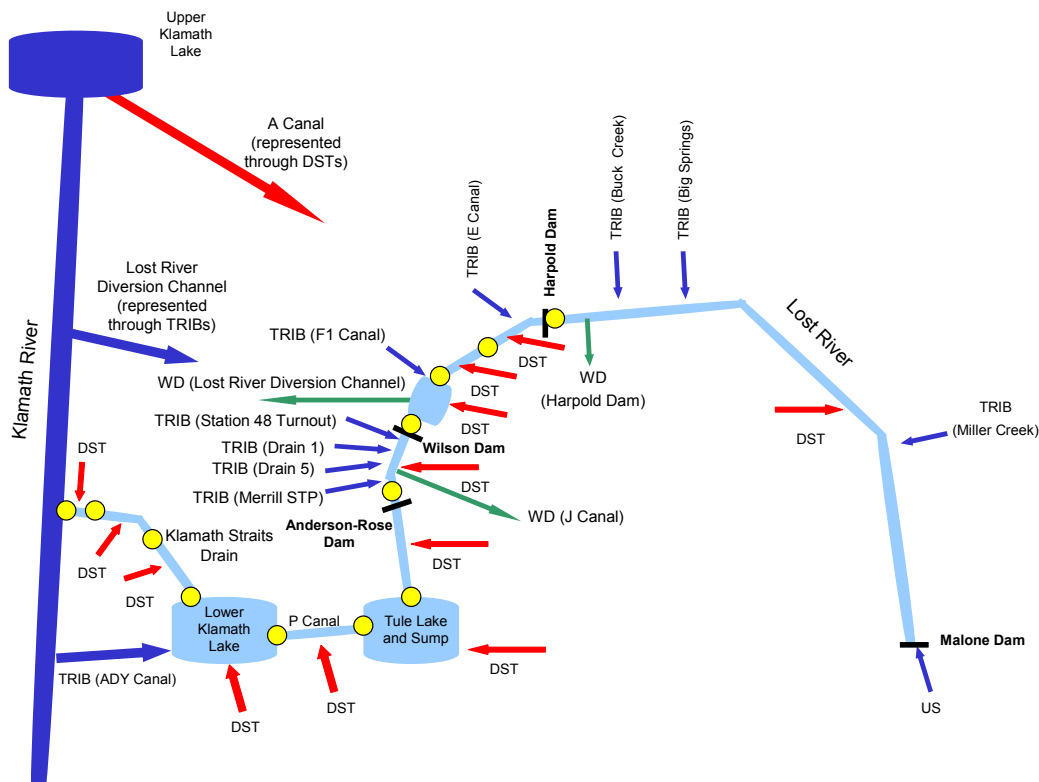 Upper
Klamath
Lake
A Canal
(represented
through DSTs)
Lost River
Diversion Channel
(represented
through TRIBs)
Klamath River
TRIB (E Canal)
Harpold Dam
TRIB (Buck Creek)
TRIB (Big Springs)
Lost River
TRIB (F1 Canal)
DST
WD (Lost River Diversion Channel)
DST
WD
(Harpold Dam)
TRIB (Station 48 Turnout)
DST
DST
TRIB
(Miller Creek)
TRIB (Drain 1)
Wilson Dam
TRIB (Drain 5)
DST
TRIB (Merrill STP)
WD (J Canal)
Anderson-Rose
Dam
DST
Klamath Straits
Drain
DST
DST
DST
Lower
Klamath
Lake
P Canal
Tule Lake
and Sump
DST
Malone Dam
TRIB (ADY Canal)
DST
DST
US